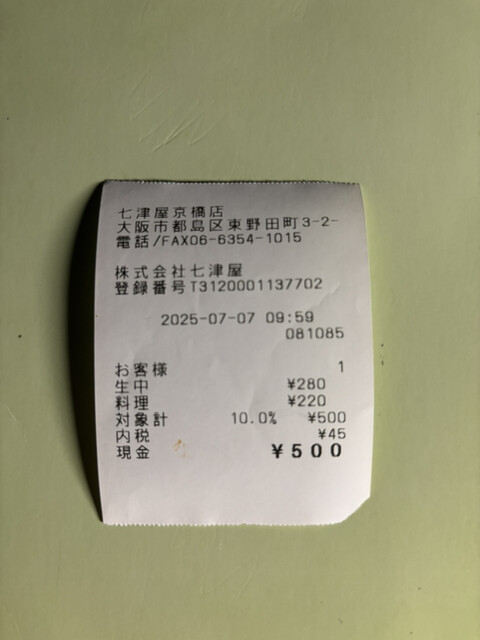 七津屋京橋店
大阪市都島区東野田町3-2-
電話/FAX06-6354-1015
株式会社七津屋
登録番号T3120001137702
2025-07-07 09:59
081085
お客様 1
生中 ¥280
料理 ¥220
対象計 10.0% ¥500
内税 ¥45
現金 ¥500